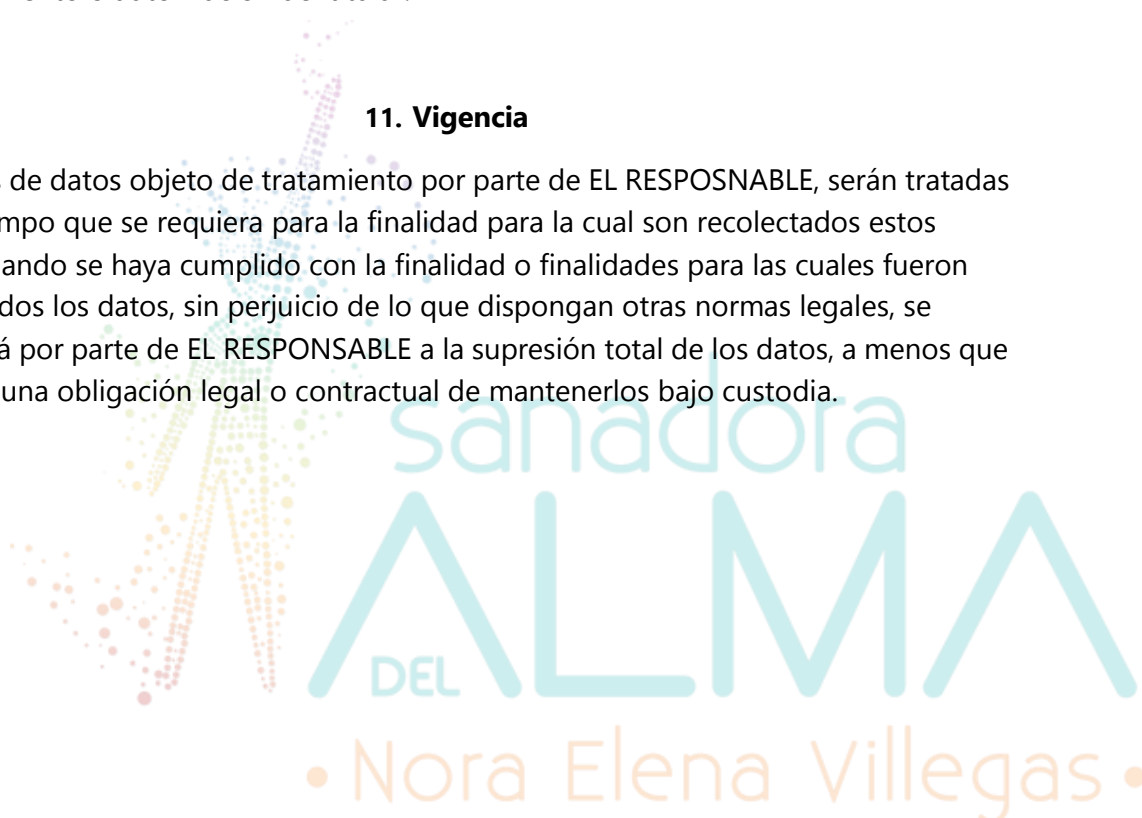 11. Vigencia
de datos objeto de tratamiento por parte de EL RESPOSNABLE, serán tratadas
que se requiera para la finalidad para la cual son recolectados estos
se haya cumplido con la finalidad o finalidades para las cuales fueron
los datos, sin perjuicio de lo que dispongan otras normas legales, se
por parte de EL RESPONSABLE a la supresión total de los datos, a menos que
una obligación legal o contractual de mantenerlos bajo custodia.
sanadora
DEL ALMA
• Nora Elena Villegas •